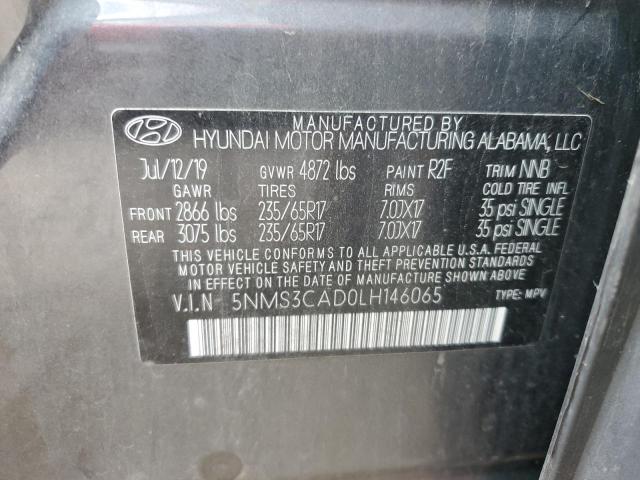 MANUFACTURED BY
HYUNDAI MOTOR MANUFACTURING ALABAMA, LLC
Jul/12/19 GVWR 4872 lbs PAINT R2F TRIM NNB
GAWR TIRES RIMS COLD TIRE INFL
FRONT 2866 lbs 235/65R17 7.0JX17 35 psi SINGLE
REAR 3075 lbs 235/65R17 7.0JX17 35 psi SINGLE
THIS VEHICLE CONFORMS TO ALL APPLICABLE U.S.A. FEDERAL
MOTOR VEHICLE SAFETY AND THEFT PREVENTION STANDARDS
IN EFFECT ON THE DATE OF MANUFACTURE SHOWN ABOVE.
V.I.N 5NMS3CAD0LH146065 TYPE: MPV